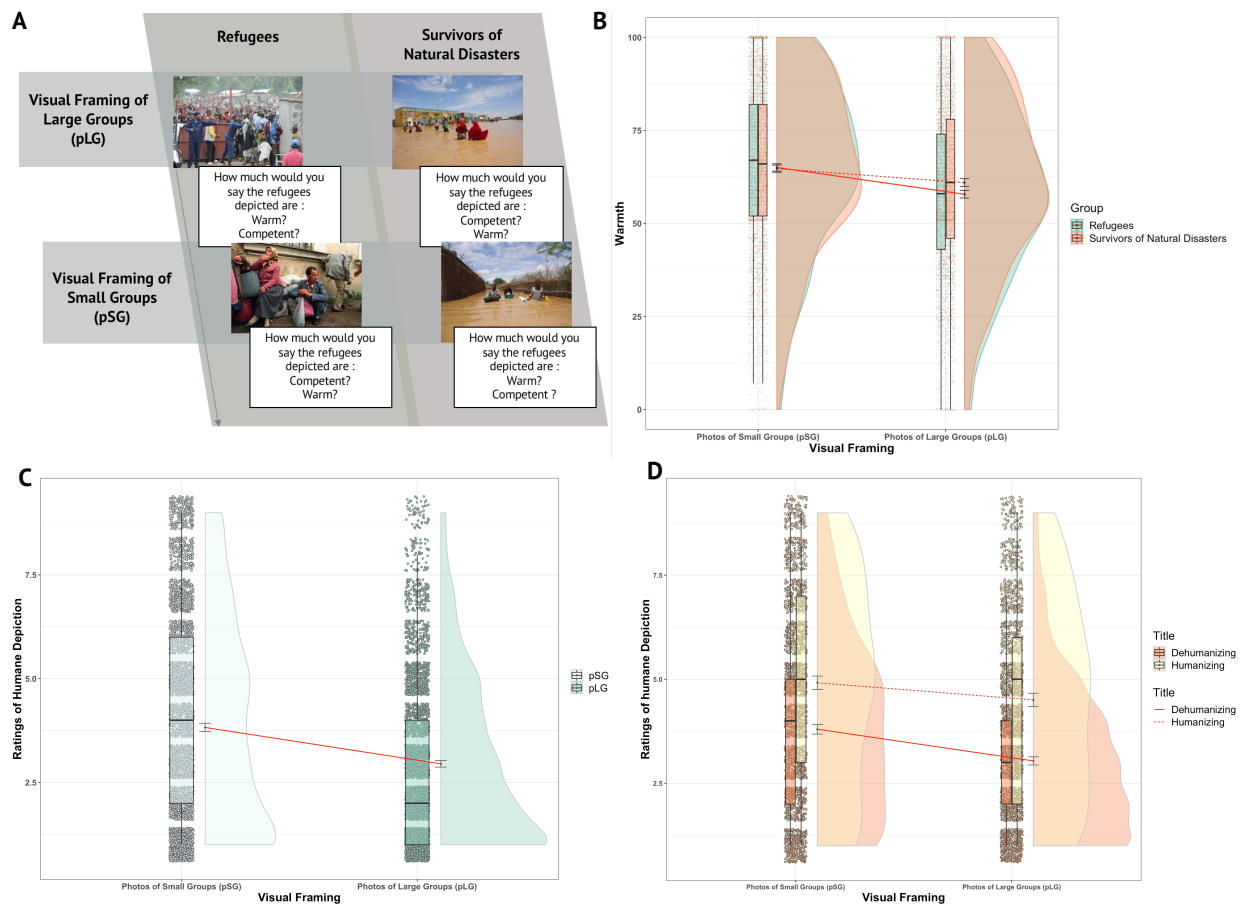 A
Refugees
Survivors of
Natural Disasters
Visual Framing of
Large Groups
(pLG)
How much would you
say the refugees
depicted are :
Warm?
Competent?
How much would you
say the refugees
depicted are :
Competent?
Warm?
Visual Framing of
Small Groups
(pSG)
How much would you
say the refugees
depicted are :
Competent?
Warm?
How much would you
say the refugees
depicted are :
Warm?
Competent ?
B
Warmth
100
75
50
25
0
Photos of Small Groups (pSG)
Photos of Large Groups (pLG)
Visual Framing
Group
Refugees
Survivors of Natural Disasters
C
Ratings of Humane Depiction
7.5
5.0
2.5
Photos of Small Groups (pSG)
Photos of Large Groups (pLG)
Visual Framing
pSG
pLG
D
Ratings of humane Depiction
7.5
5.0
2.5
Photos of Small Groups (pSG)
Photos of Large Groups (pLG)
Visual Framing
Title
Dehumanizing
Humanizing
Title
Dehumanizing
Humanizing